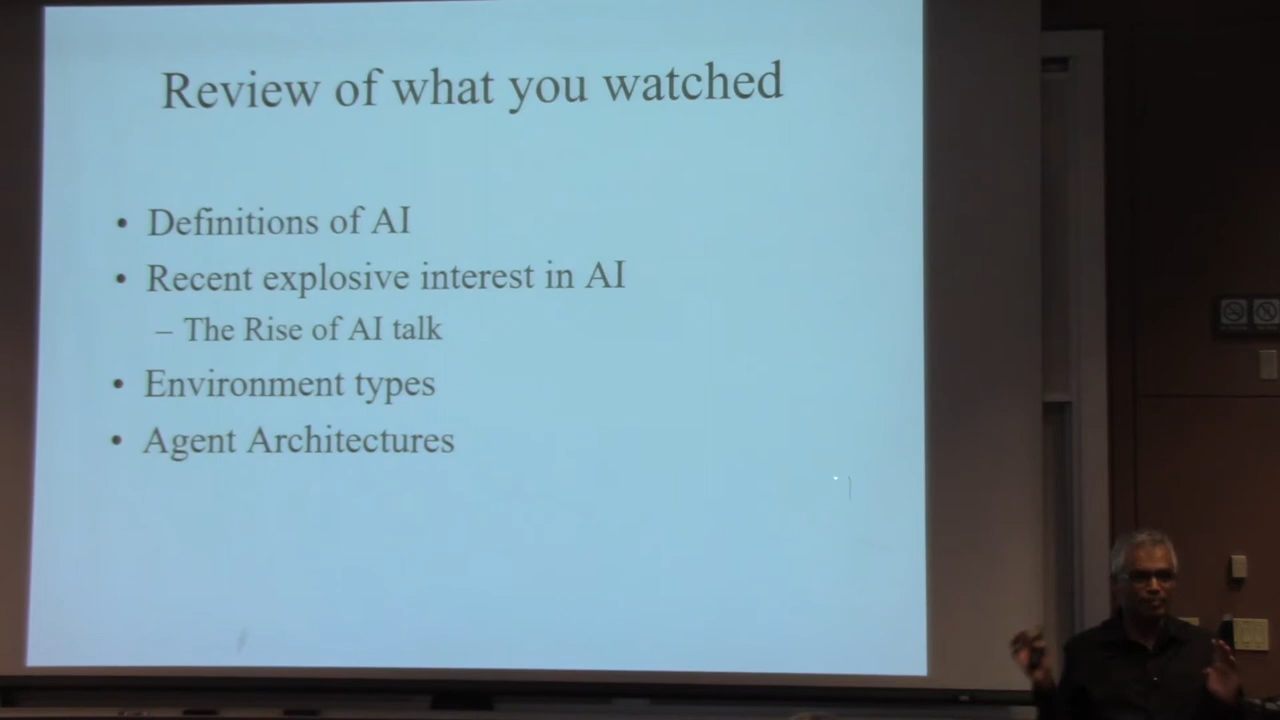 Review of what you watched
• Definitions of AI
• Recent explosive interest in AI
– The Rise of AI talk
• Environment types
• Agent Architectures